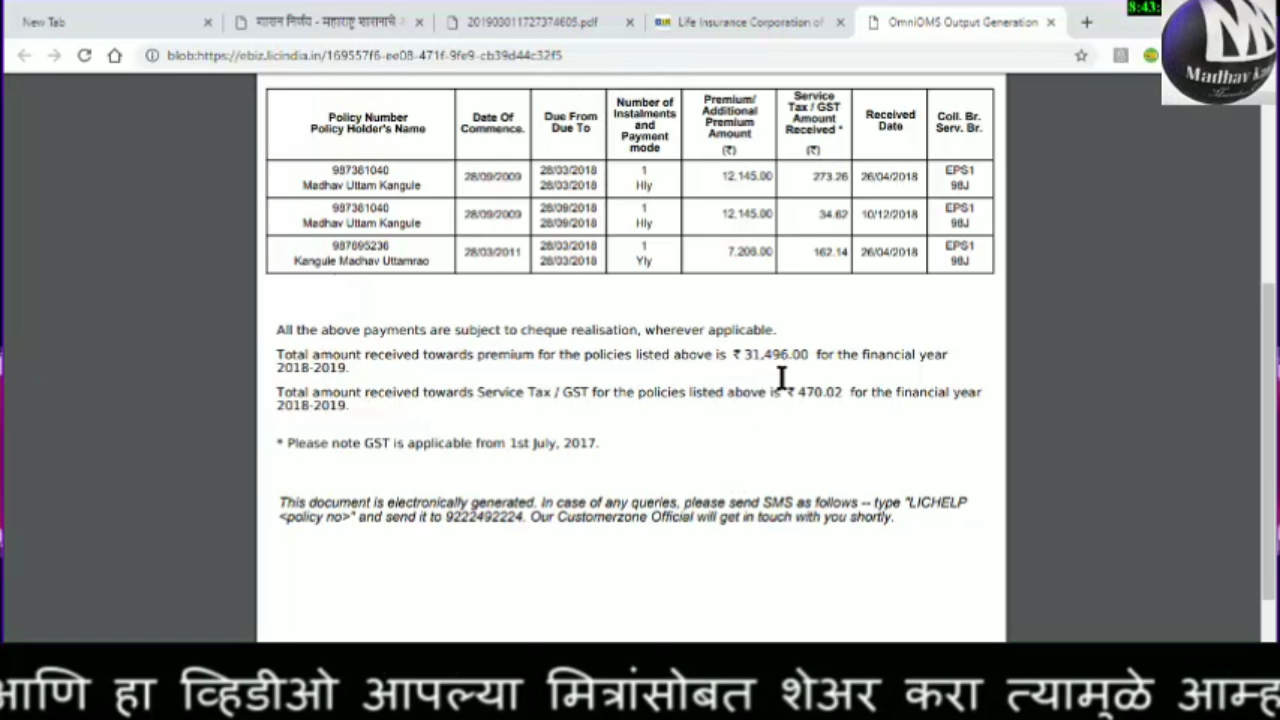 New Tab
शासन निर्णय - महाराष्ट्र शासनाचे
201903011727374605.pdf
Life Insurance Corporation of
OmniOMS Output Generation
8:43:
blob:https://ebiz.licindia.in/169557f6-ee08-471f-9fe9-cb39d44c32f5
Madhav Kang
Policy Number Policy Holder's Name
Date Of Commence.
Due From Due To
Number of Instalments and Payment mode
Premium/ Additional Premium Amount (₹)
Service Tax / GST Amount Received * (₹)
Received Date
Coll. Br. Serv. Br.
987361040 Madhav Uttam Kangule 28/09/2009 28/03/2018 28/03/2018 1 Hly 12,145.00 273.26 26/04/2018 EPS1 98J
987361040 Madhav Uttam Kangule 28/09/2009 28/09/2018 28/09/2018 1 Hly 12,145.00 34.62 10/12/2018 EPS1 98J
987695236 Kangule Madhav Uttamrao 28/03/2011 28/03/2018 28/03/2018 1 Yly 7,206.00 162.14 26/04/2018 EPS1 98J
All the above payments are subject to cheque realisation, wherever applicable.
Total amount received towards premium for the policies listed above is ₹ 31,496.00 for the financial year
2018-2019.
Total amount received towards Service Tax / GST for the policies listed above is ₹ 470.02 for the financial year
2018-2019.
* Please note GST is applicable from 1st July, 2017.
This document is electronically generated. In case of any queries, please send SMS as follows -- type "LICHELP
<policy no>" and send it to 9222492224. Our Customerzone Official will get in touch with you shortly.
आणि हा व्हिडीओ आपल्या मित्रांसोबत शेअर करा त्यामुळे आम्ह